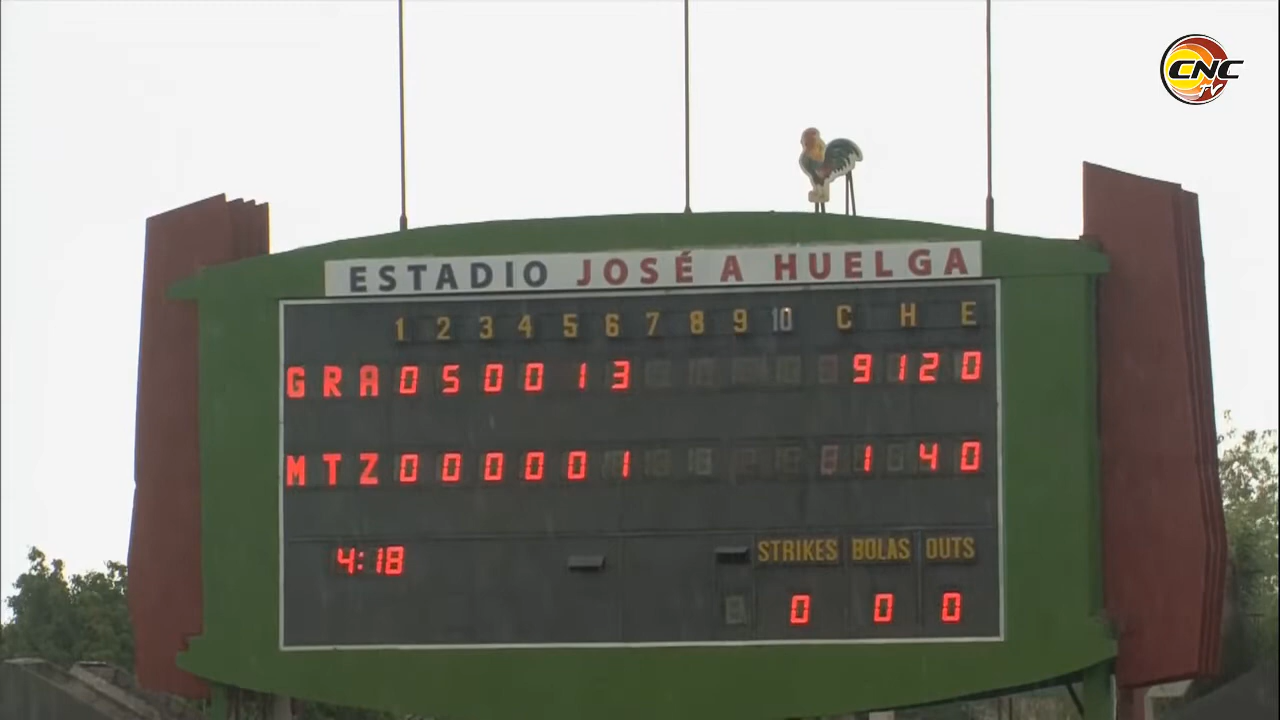 CNC
TV
ESTADIO JOSÉ A HUELGA
1 2 3 4 5 6 7 8 9 10 C H E
GRA 0 5 0 0 1 3 9 12 0
MTZ 0 0 0 0 0 1 1 4 0
4:18
STRIKES BOLAS OUTS
0 0 0